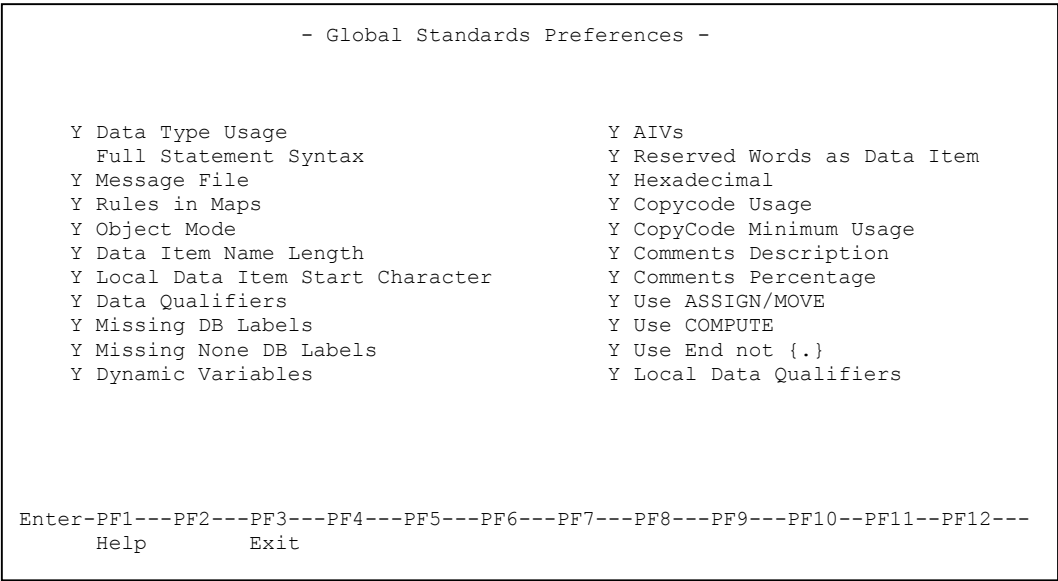 - Global Standards Preferences -
Y Data Type Usage Y AIVs
Full Statement Syntax Y Reserved Words as Data Item
Y Message File Y Hexadecimal
Y Rules in Maps Y Copycode Usage
Y Object Mode Y CopyCode Minimum Usage
Y Data Item Name Length Y Comments Description
Y Local Data Item Start Character Y Comments Percentage
Y Data Qualifiers Y Use ASSIGN/MOVE
Y Missing DB Labels Y Use COMPUTE
Y Missing None DB Labels Y Use End not {.}
Y Dynamic Variables Y Local Data Qualifiers
Enter-PF1---PF2---PF3---PF4---PF5---PF6---PF7---PF8---PF9---PF10--PF11--PF12---
Help Exit